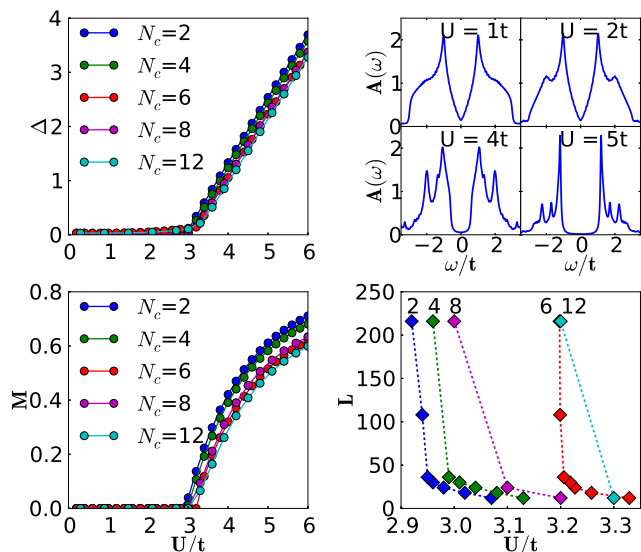 4
3
2
1
0
Δ
N_c=2
N_c=4
N_c=6
N_c=8
N_c=12
0 1 2 3 4 5 6
2
1
0
A(ω)
U = 1t
U = 2t
2
1
0
A(ω)
U = 4t
U = 5t
−2 0 2
−2 0 2
ω/t
ω/t
0.8
0.6
0.4
0.2
0.0
M
N_c=2
N_c=4
N_c=6
N_c=8
N_c=12
0 1 2 3 4 5 6
U/t
250
200
150
100
50
0
L
2 4 8 6 12
2.9 3.0 3.1 3.2 3.3
U/t